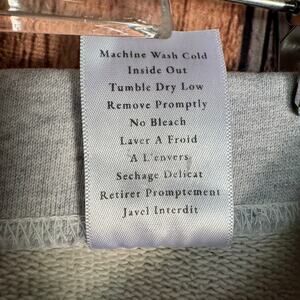 Machine Wash Cold
Inside Out
Tumble Dry Low
Remove Promptly
No Bleach
Laver A Froid
'A L'envers
Sechage Delicat
Retirer Promptement
Javel Interdit